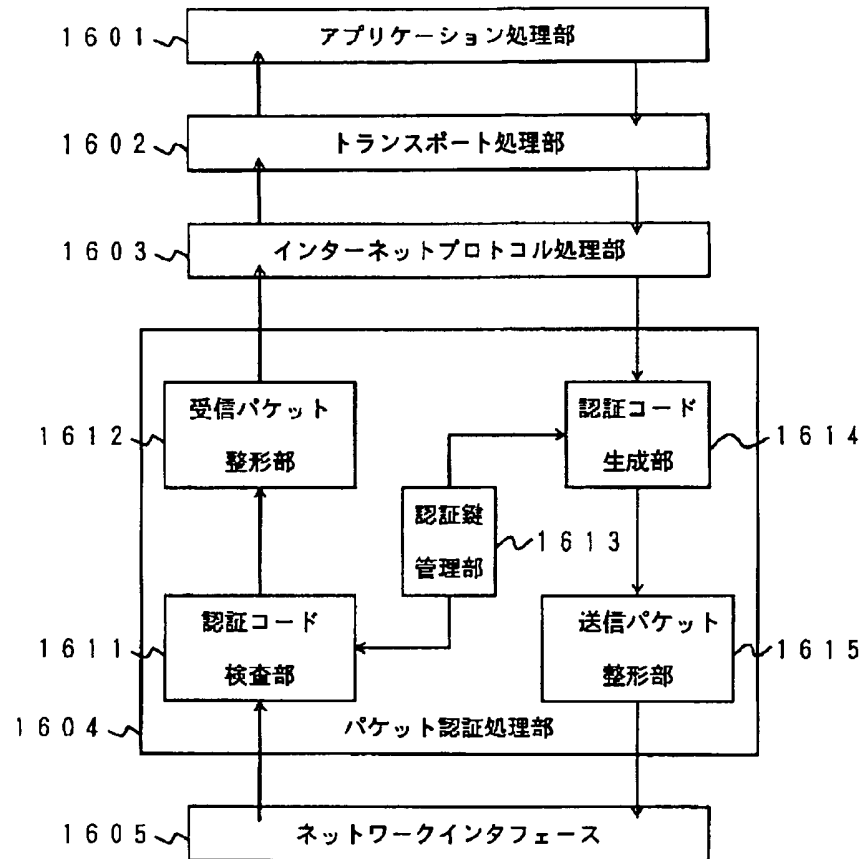 1601
アプリケーション処理部
1602
トランスポート処理部
1603
インターネットプロトコル処理部
受信パケット
整形部
1612
認証コード
生成部
1614
認証鍵
管理部
1613
認証コード
検査部
1611
送信パケット
整形部
1615
1604
パケット認証処理部
1605
ネットワークインタフェース